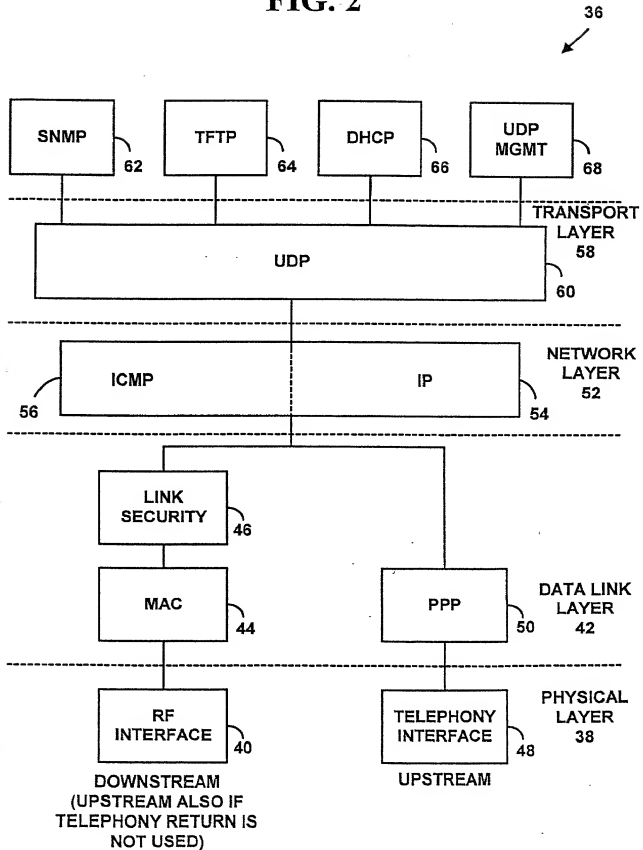 FIG. 2
36
SNMP
62
TFTP
64
DHCP
66
UDP
MGMT
68
TRANSPORT
LAYER
58
UDP
60
ICMP
56
IP
54
NETWORK
LAYER
52
LINK
SECURITY
46
MAC
44
PPP
50
DATA LINK
LAYER
42
RF
INTERFACE
40
TELEPHONY
INTERFACE
48
PHYSICAL
LAYER
38
DOWNSTREAM
(UPSTREAM ALSO IF
TELEPHONY RETURN IS
NOT USED)
UPSTREAM